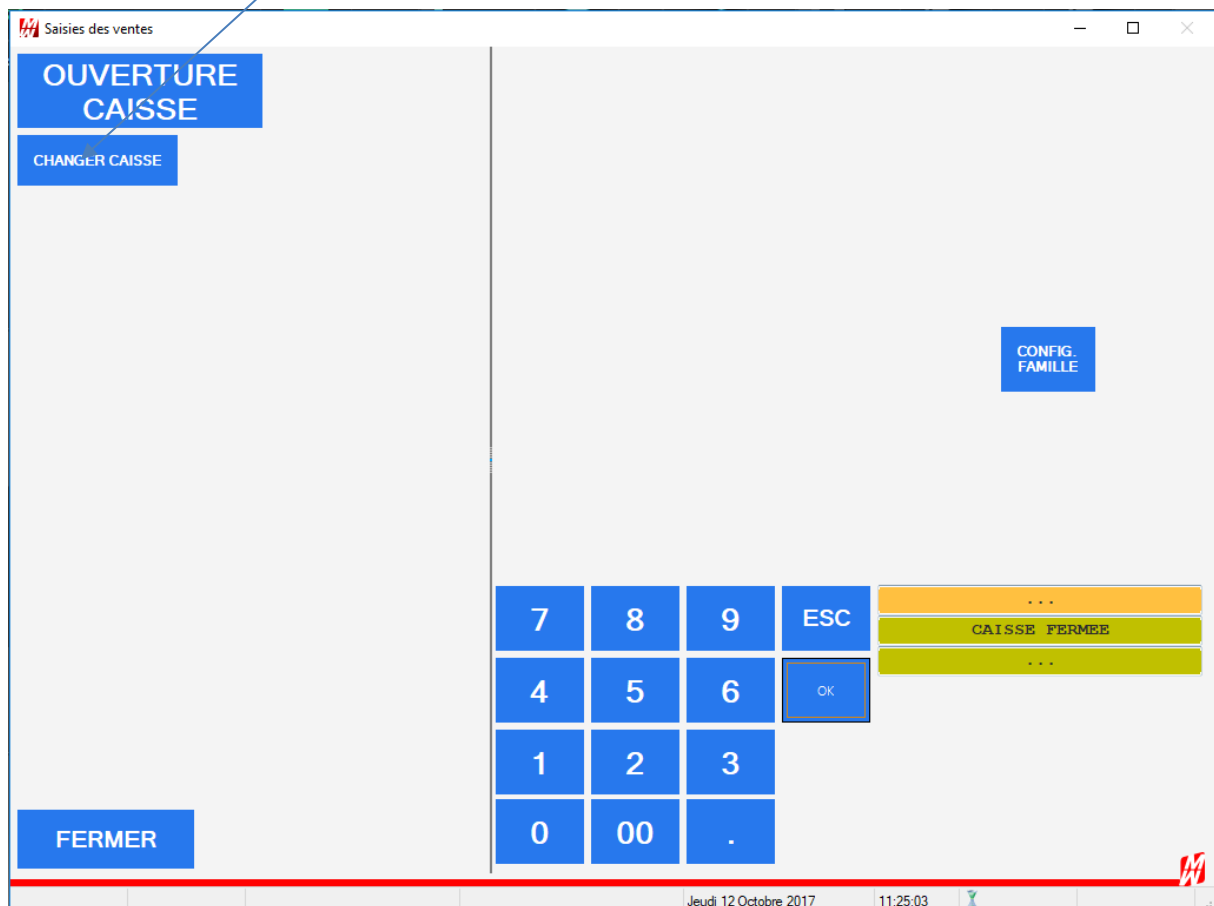 Saisies des ventes
OUVERTURE
CAISSE
CHANGER CAISSE
CONFIG.
FAMILLE
7 8 9 ESC
...
CAISSE FERMEE
...
4 5 6 OK
1 2 3
0 00 .
FERMER
Jeudi 12 Octobre 2017 11:25:03